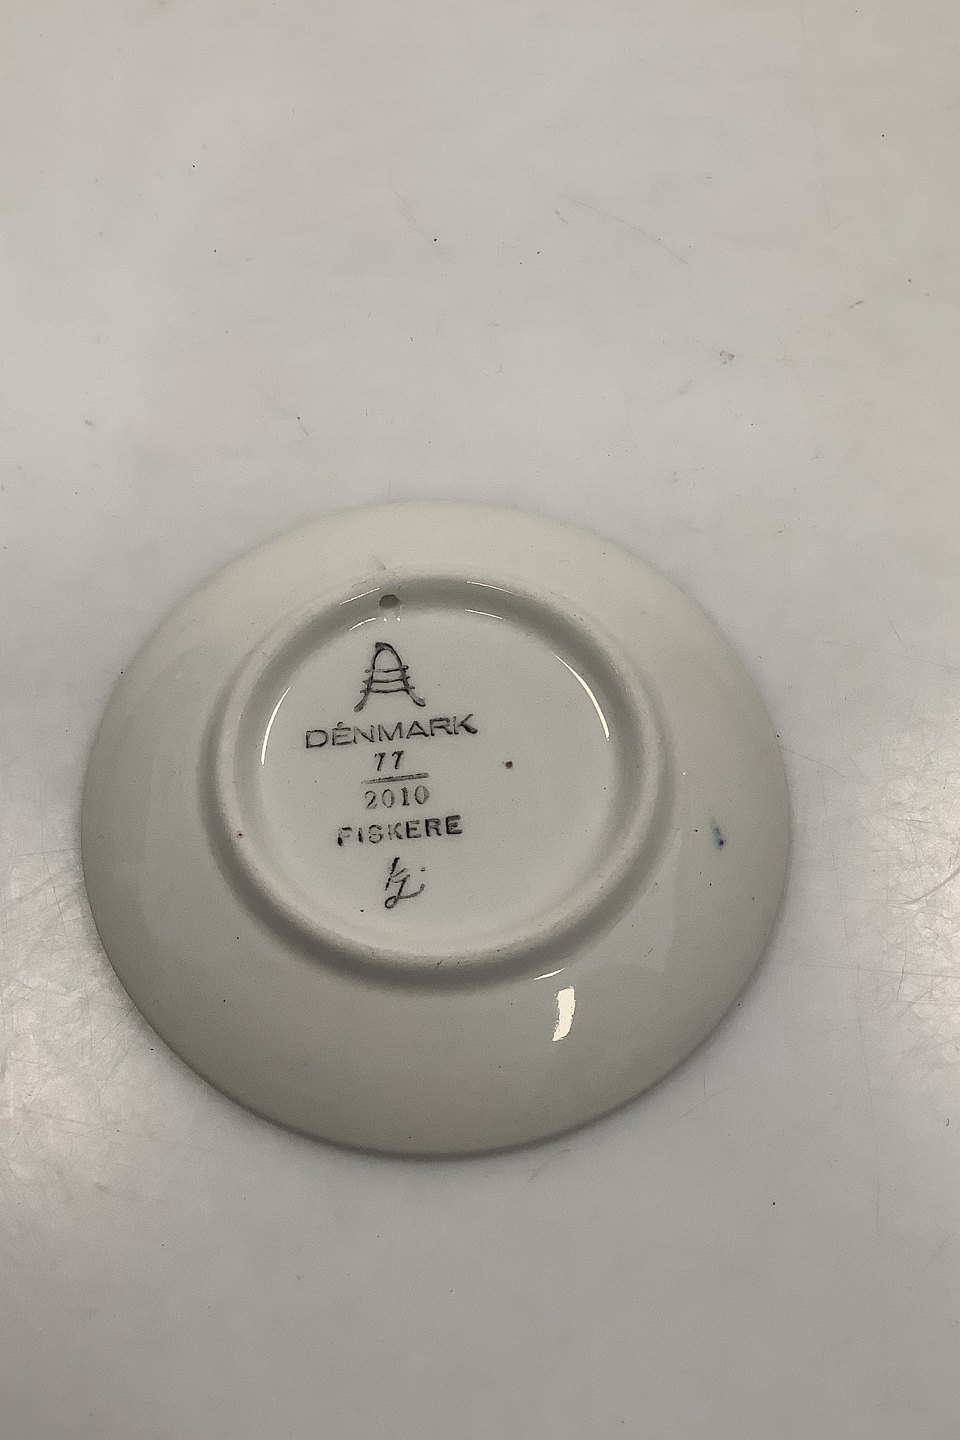 A
DENMARK
77
2010
FISKERE